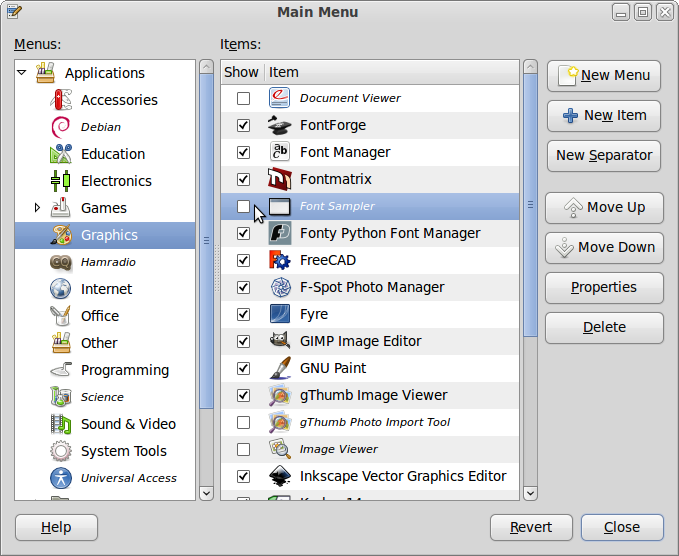 Main Menu
Menus:
Items:
Applications
Accessories
Debian
Education
Electronics
Games
Graphics
Hamradio
Internet
Office
Other
Programming
Science
Sound & Video
System Tools
Universal Access
Show Item
Document Viewer
FontForge
Font Manager
Fontmatrix
Font Sampler
Fonty Python Font Manager
FreeCAD
F-Spot Photo Manager
Fyre
GIMP Image Editor
GNU Paint
gThumb Image Viewer
gThumb Photo Import Tool
Image Viewer
Inkscape Vector Graphics Editor
New Menu
New Item
New Separator
Move Up
Move Down
Properties
Delete
Help
Revert
Close